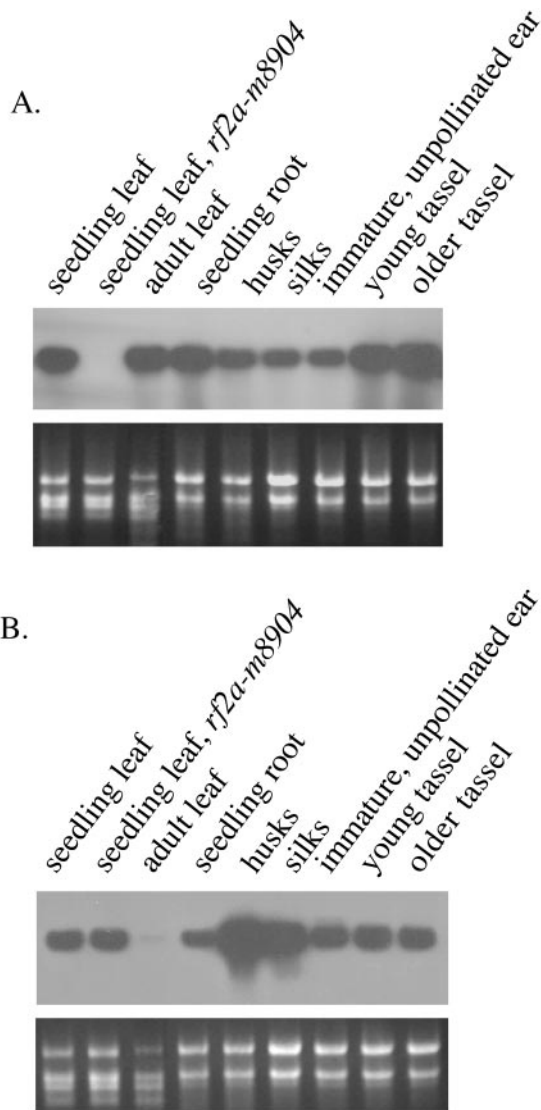 A.
seedling leaf
seedling leaf, rf2a-m8904
adult leaf
seedling root
husks
silks
immature, unpollinated ear
young tassel
older tassel
B.
seedling leaf
seedling leaf, rf2a-m8904
adult leaf
seedling root
husks
silks
immature, unpollinated ear
young tassel
older tassel